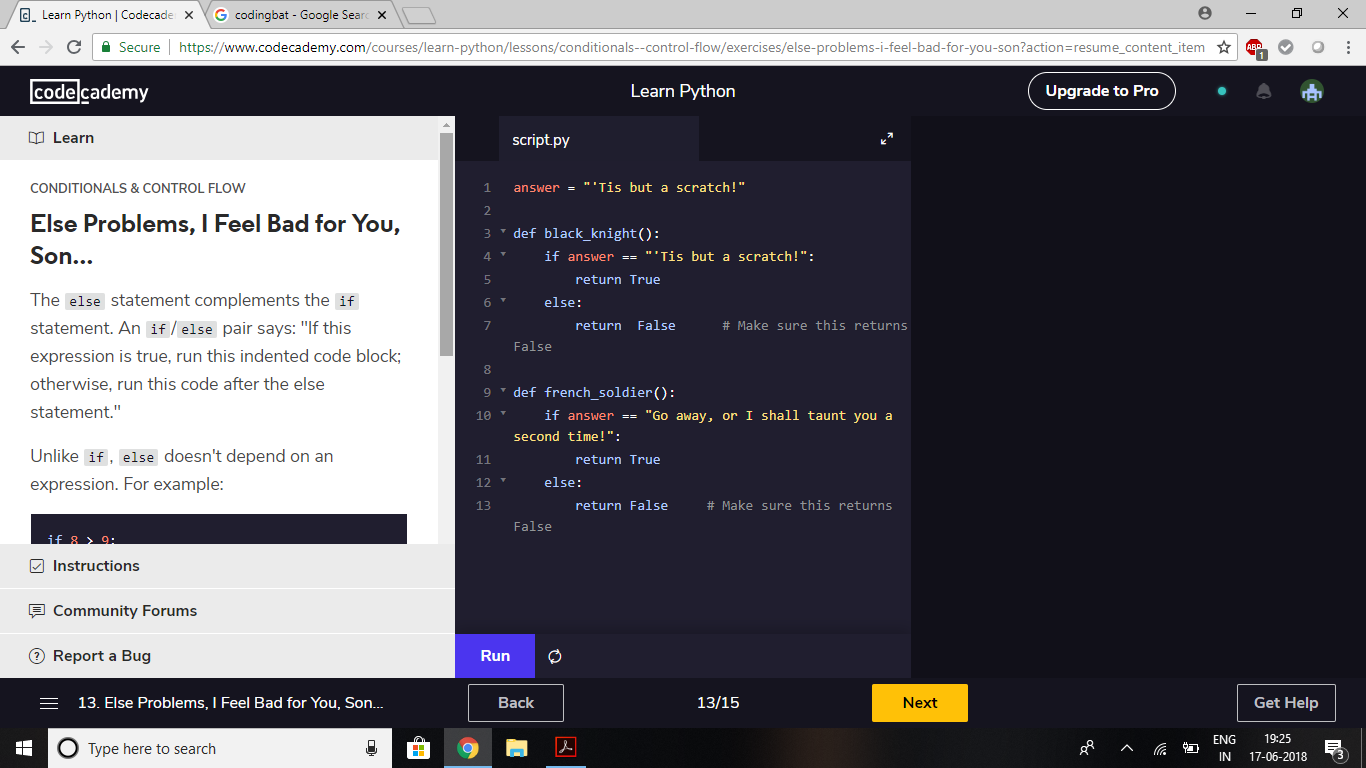 Learn Python | Codecade
codingbat - Google Searc
Secure | https://www.codecademy.com/courses/learn-python/lessons/conditionals--control-flow/exercises/else-problems-i-feel-bad-for-you-son?action=resume_content_item
ABP
1
codecademy
Learn Python
Upgrade to Pro
Learn
CONDITIONALS & CONTROL FLOW
Else Problems, I Feel Bad for You,
Son...
The else statement complements the if
statement. An if/else pair says: "If this
expression is true, run this indented code block;
otherwise, run this code after the else
statement."
Unlike if, else doesn't depend on an
expression. For example:
if 8 > 9:
Instructions
Community Forums
Report a Bug
script.py
1 answer = "'Tis but a scratch!"
2
3 def black_knight():
4     if answer == "'Tis but a scratch!":
5         return True
6     else:
7         return  False      # Make sure this returns
False
8
9 def french_soldier():
10     if answer == "Go away, or I shall taunt you a
second time!":
11         return True
12     else:
13         return False     # Make sure this returns
False
Run
13. Else Problems, I Feel Bad for You, Son...
Back
13/15
Next
Get Help
Type here to search
ENG
IN
19:25
17-06-2018
3